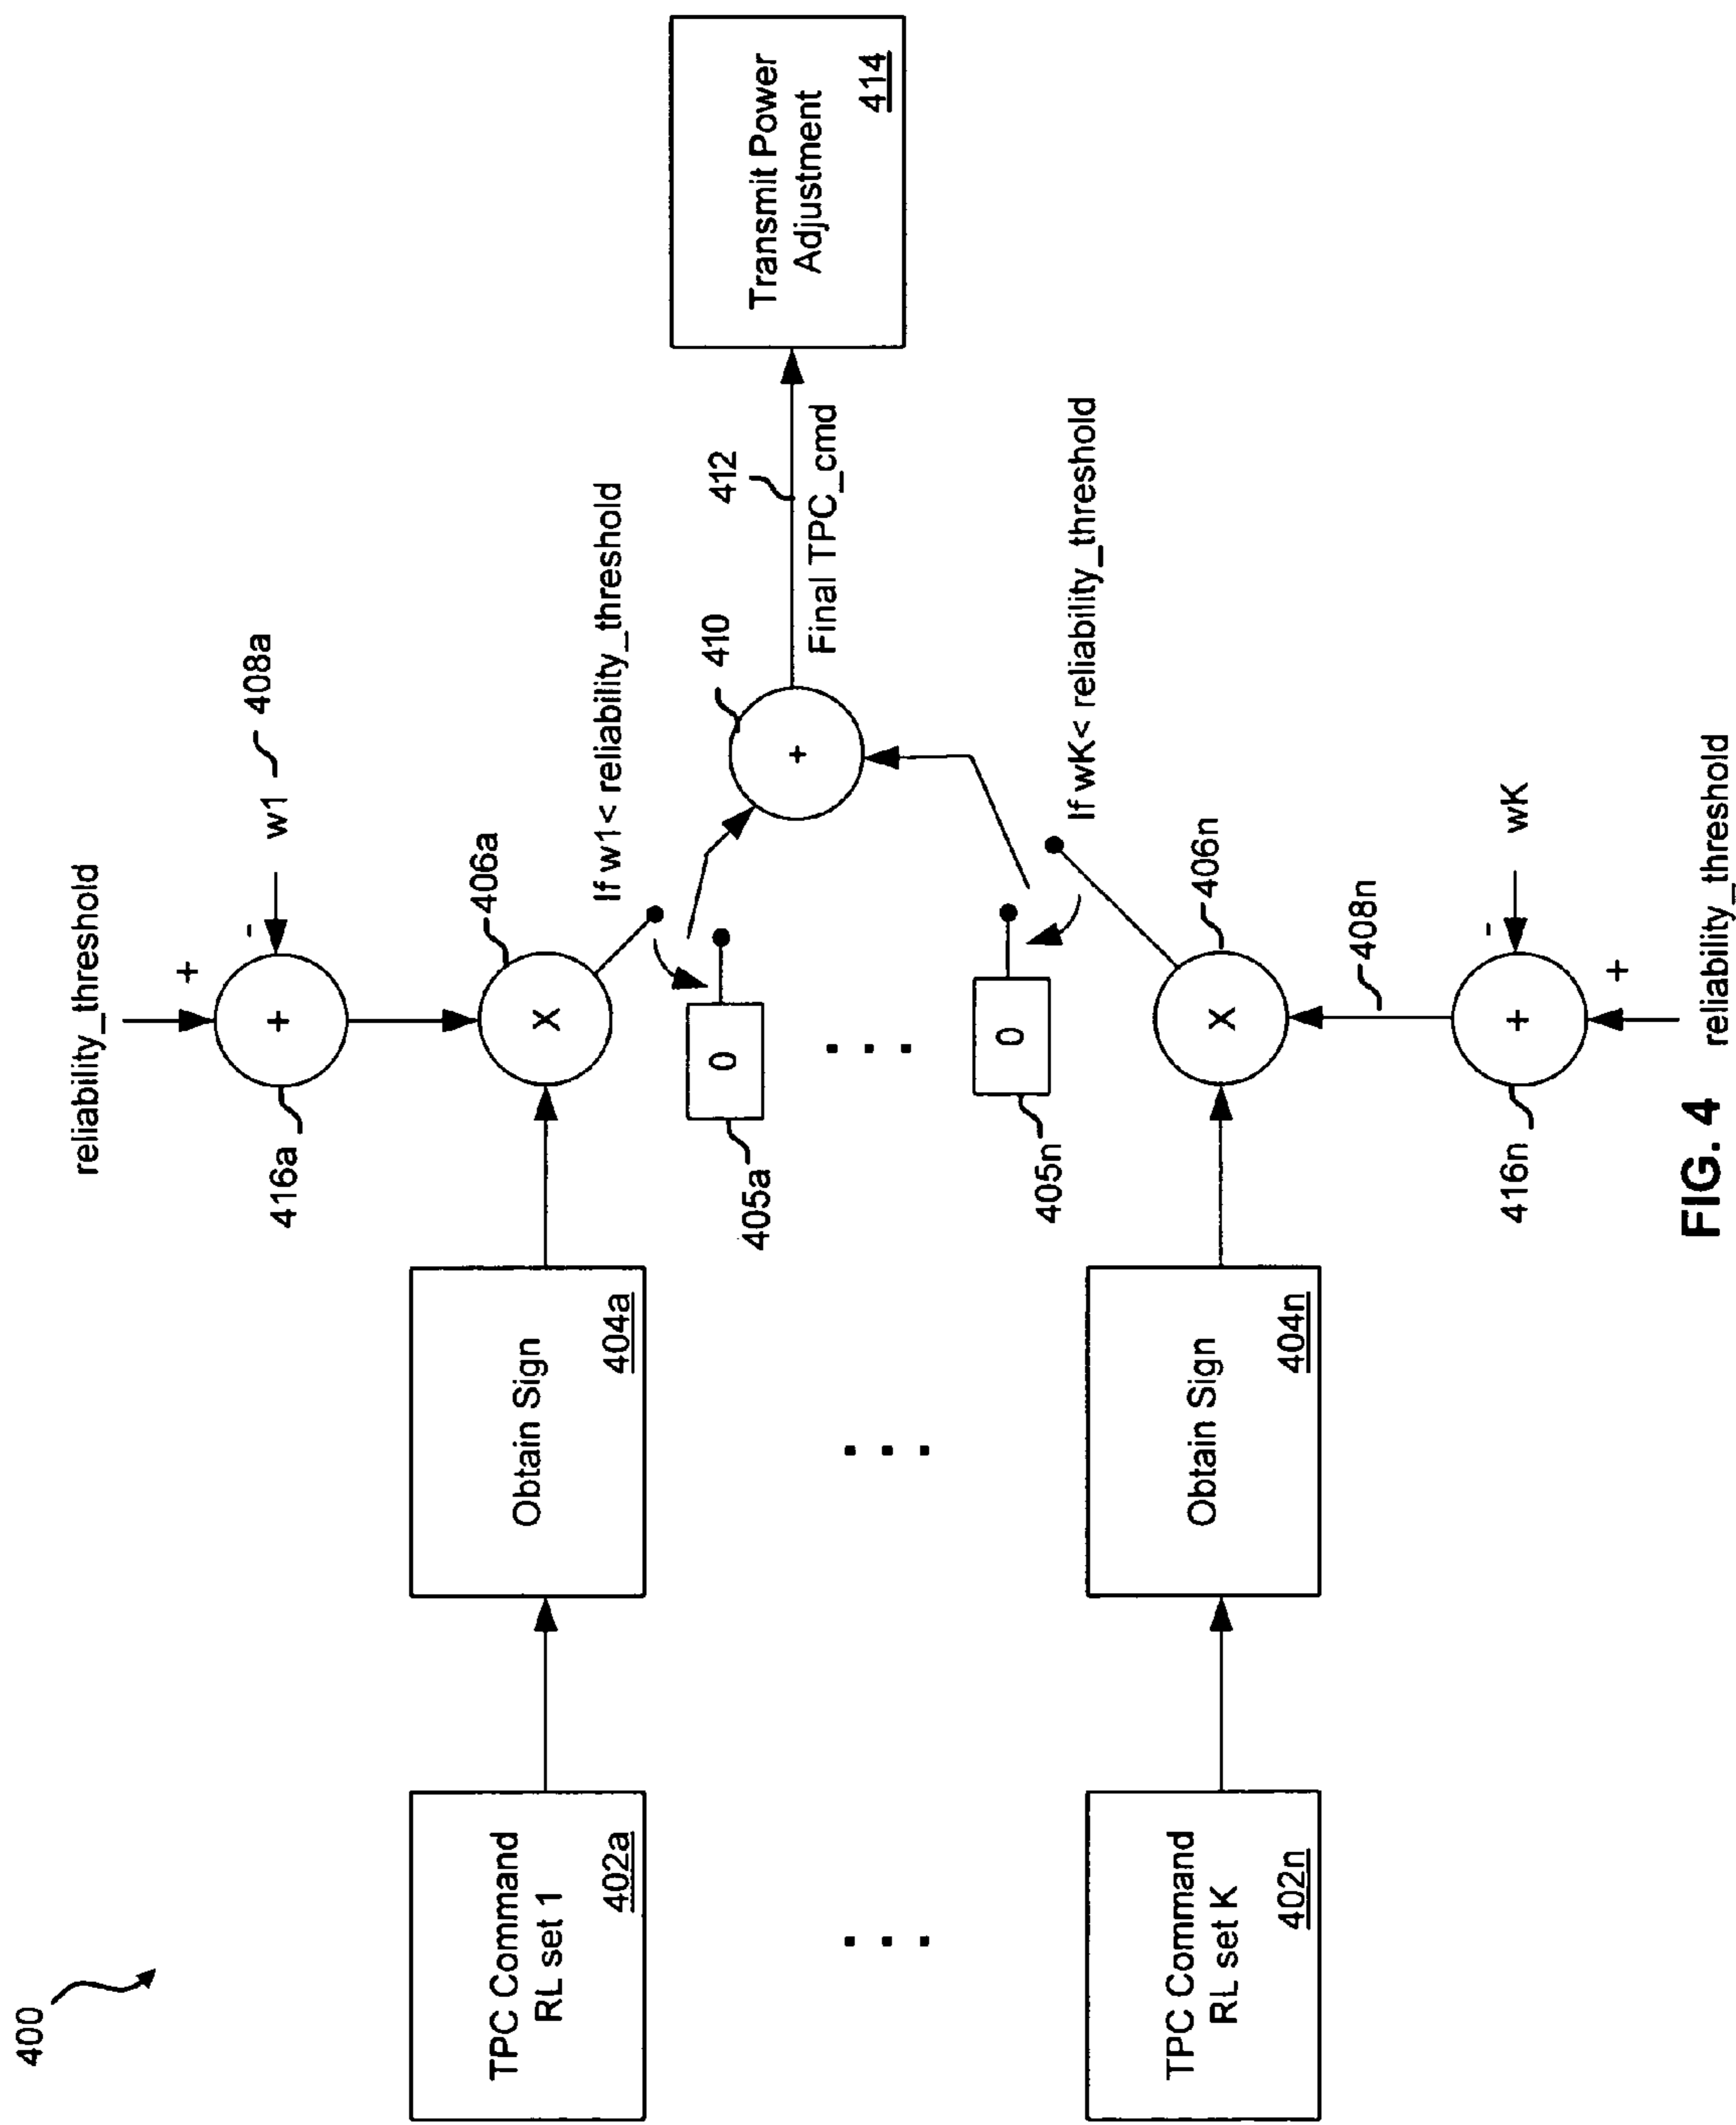 400
reliability_threshold
+
-
w1
408a
416a
+
TPC Command
RL set 1
402a
Obtain Sign
404a
X
406a
If w1< reliability_threshold
0
405a
410
+
412
Final TPC_cmd
Transmit Power
Adjustment
414
0
405n
If wK< reliability_threshold
TPC Command
RL set K
402n
Obtain Sign
404n
X
406n
408n
416n
+
-
wK
+
reliability_threshold
FIG. 4